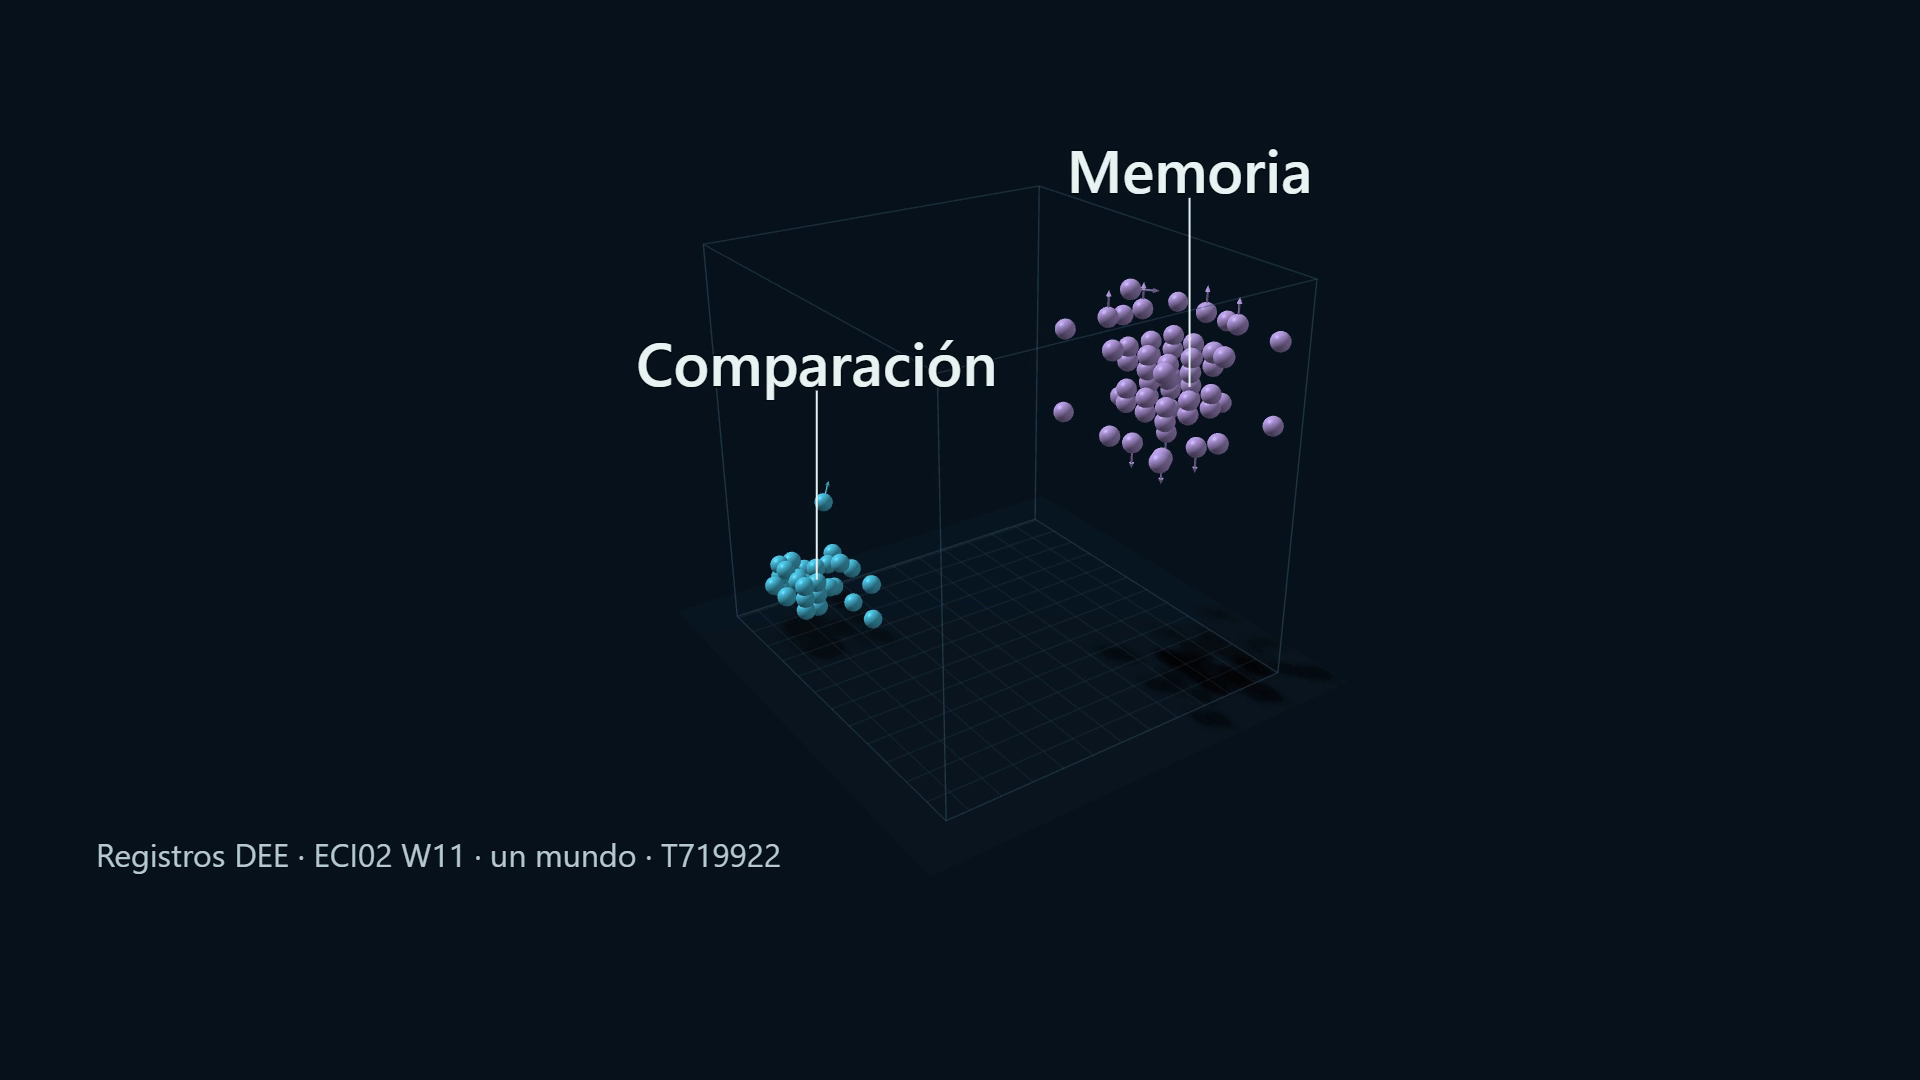 Memoria
Comparación
Registros DEE · ECI02 W11 · un mundo · T719922